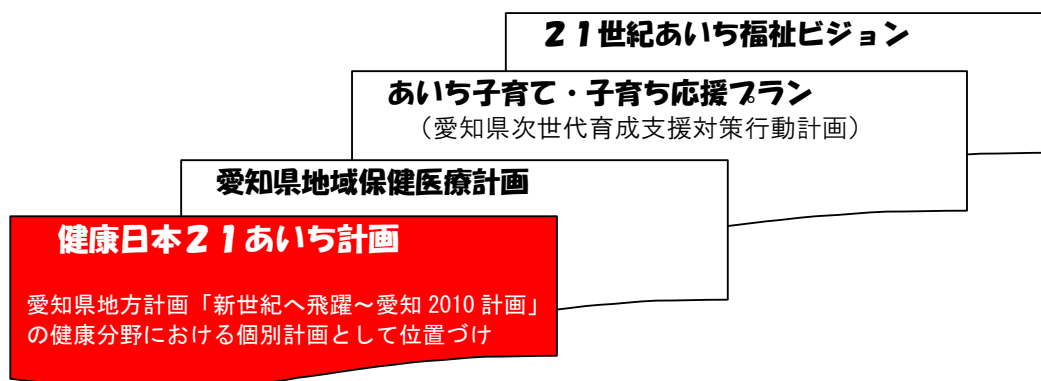 ２１世紀あいち福祉ビジョン
あいち子育て・子育ち応援プラン
（愛知県次世代育成支援対策行動計画）
愛知県地域保健医療計画
健康日本２１あいち計画
愛知県地方計画「新世紀へ飛躍～愛知 2010 計画」
の健康分野における個別計画として位置づけ